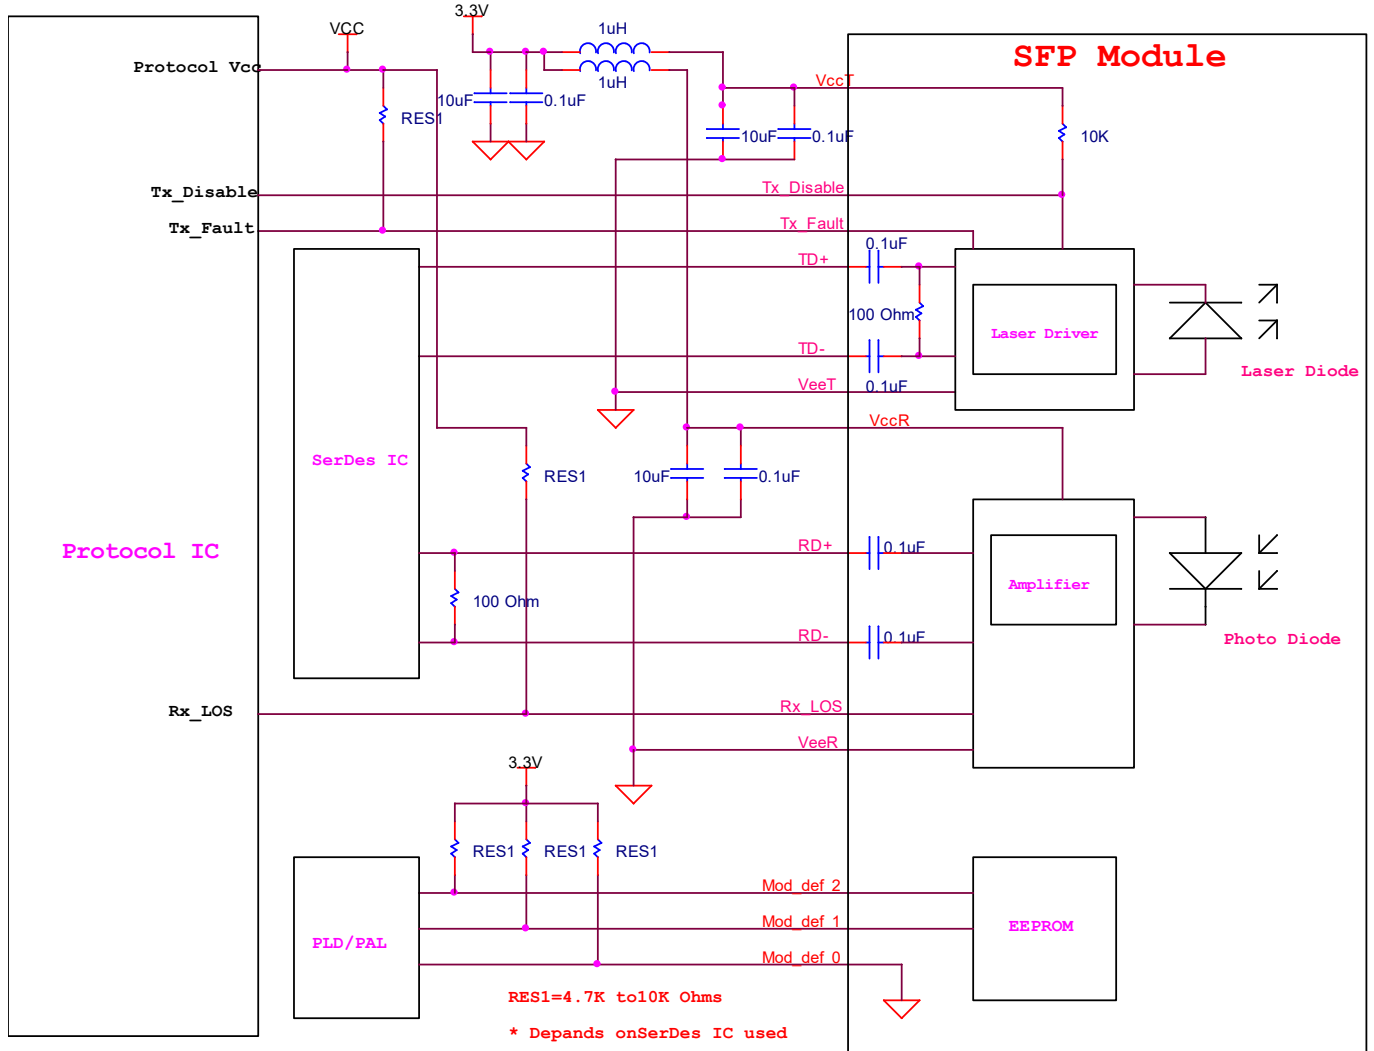 3.3V
VCC
1uH
SFP Module
Protocol Vcc
1uH
VccT
10uF
0.1uF
RES1
10uF
0.1uF
10K
Tx_Disable
Tx_Disable
Tx_Fault
Tx_Fault
0.1uF
TD+
100 Ohm
Laser Driver
TD-
Laser Diode
VeeT
0.1uF
VccR
SerDes IC
RES1
10uF
0.1uF
Protocol IC
RD+
0.1uF
Amplifier
100 Ohm
RD-
0.1uF
Photo Diode
Rx_LOS
Rx_LOS
VeeR
3.3V
RES1
RES1
RES1
Mod_def 2
Mod_def 1
EEPROM
PLD/PAL
Mod_def 0
RES1=4.7K to10K Ohms
* Depands onSerDes IC used